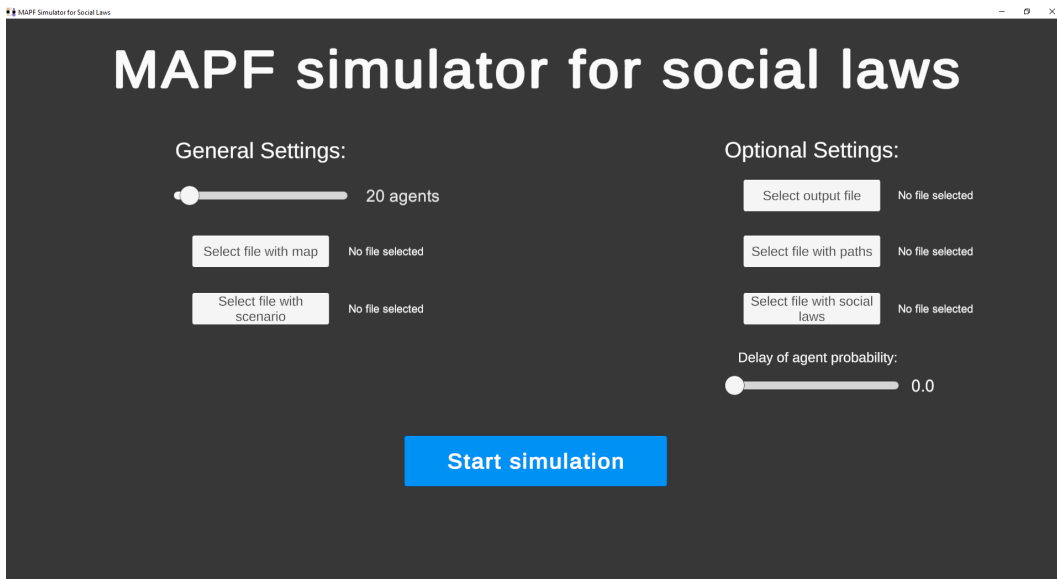 MAPF Simulator for Social Laws
MAPF simulator for social laws
General Settings:
20 agents
Select file with map
No file selected
Select file with
scenario
No file selected
Optional Settings:
Select output file
No file selected
Select file with paths
No file selected
Select file with social
laws
No file selected
Delay of agent probability:
0.0
Start simulation